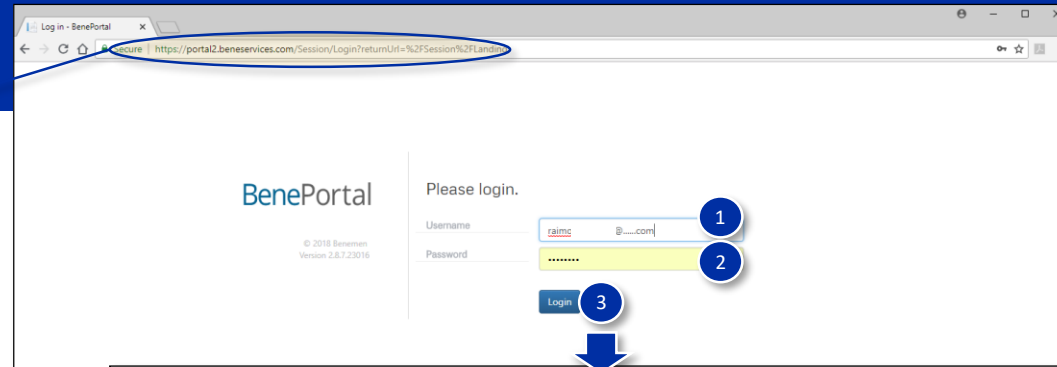 Log in - BenePortal
Secure | https://portal2.beneservices.com/Session/Login?returnUrl=%2FSession%2FLanding
BenePortal
Please login.
Username
raimo @......com
1
© 2018 Benemen
Version 2.8.7.23016
Password
••••••••
2
Login
3